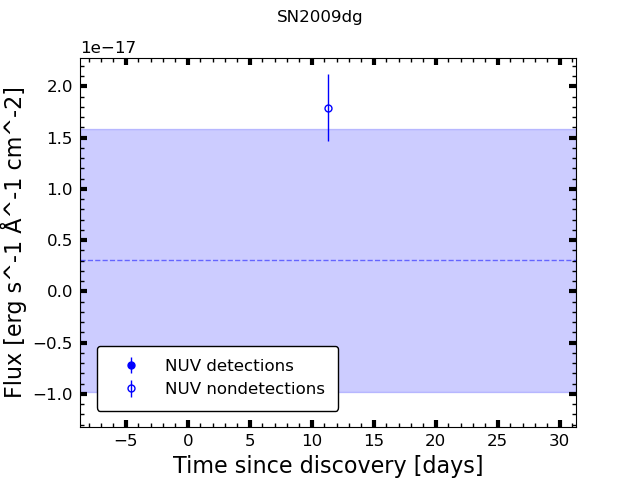 SN2009dg
1e−17
Flux [erg s^-1 Å^-1 cm^-2]
2.0
1.5
1.0
0.5
0.0
−0.5
−1.0
NUV detections
NUV nondetections
−5
0
5
10
15
20
25
30
Time since discovery [days]